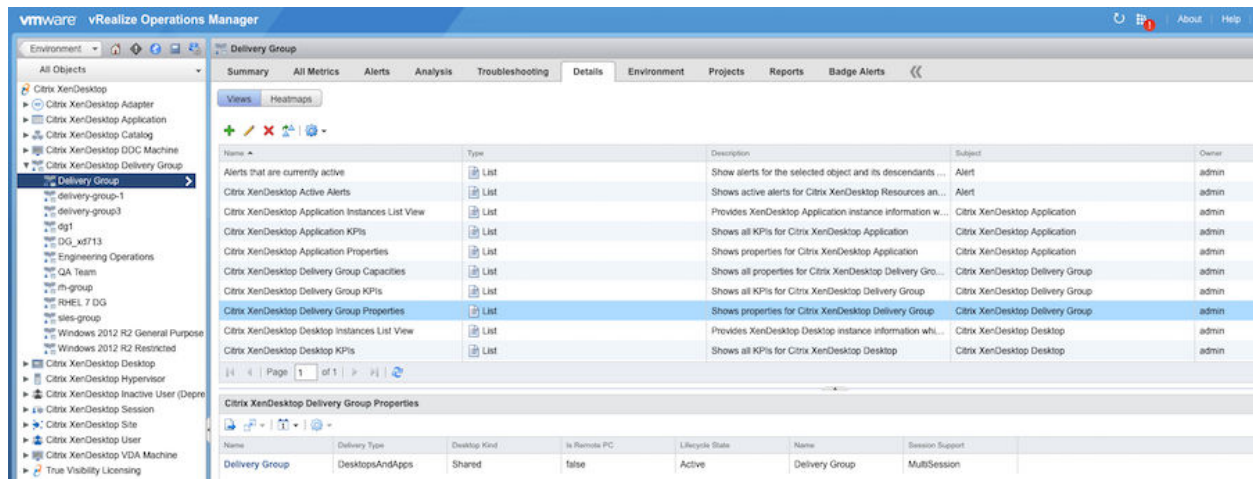 vmware vRealize Operations Manager
About Help
Environment
All Objects
Citrix XenDesktop
Citrix XenDesktop Adapter
Citrix XenDesktop Application
Citrix XenDesktop Catalog
Citrix XenDesktop DDC Machine
Citrix XenDesktop Delivery Group
Delivery Group
delivery-group-1
delivery-group3
dg1
DG_xd713
Engineering Operations
QA Team
rh-group
RHEL 7 DG
sles-group
Windows 2012 R2 General Purpose
Windows 2012 R2 Restricted
Citrix XenDesktop Desktop
Citrix XenDesktop Hypervisor
Citrix XenDesktop Inactive User (Depre
Citrix XenDesktop Session
Citrix XenDesktop Site
Citrix XenDesktop User
Citrix XenDesktop VDA Machine
True Visibility Licensing
Delivery Group
Summary All Metrics Alerts Analysis Troubleshooting Details Environment Projects Reports Badge Alerts
Views Heatmaps
Name Type Description Subject Owner
Alerts that are currently active List Show alerts for the selected object and its descendants ... Alert admin
Citrix XenDesktop Active Alerts List Shows active alerts for Citrix XenDesktop Resources an... Alert admin
Citrix XenDesktop Application Instances List View List Provides XenDesktop Application instance information w... Citrix XenDesktop Application admin
Citrix XenDesktop Application KPIs List Shows all KPIs for Citrix XenDesktop Application Citrix XenDesktop Application admin
Citrix XenDesktop Application Properties List Shows properties for Citrix XenDesktop Application Citrix XenDesktop Application admin
Citrix XenDesktop Delivery Group Capacities List Shows all properties for Citrix XenDesktop Delivery Gro... Citrix XenDesktop Delivery Group admin
Citrix XenDesktop Delivery Group KPIs List Shows all KPIs for Citrix XenDesktop Delivery Group Citrix XenDesktop Delivery Group admin
Citrix XenDesktop Delivery Group Properties List Shows properties for Citrix XenDesktop Delivery Group Citrix XenDesktop Delivery Group admin
Citrix XenDesktop Desktop Instances List View List Provides XenDesktop Desktop instance information whi... Citrix XenDesktop Desktop admin
Citrix XenDesktop Desktop KPIs List Shows all KPIs for Citrix XenDesktop Desktop Citrix XenDesktop Desktop admin
Page 1 of 1
Citrix XenDesktop Delivery Group Properties
Name Delivery Type Desktop Kind Is Remote PC Lifecycle State Name Session Support
Delivery Group DesktopsAndApps Shared false Active Delivery Group MultiSession